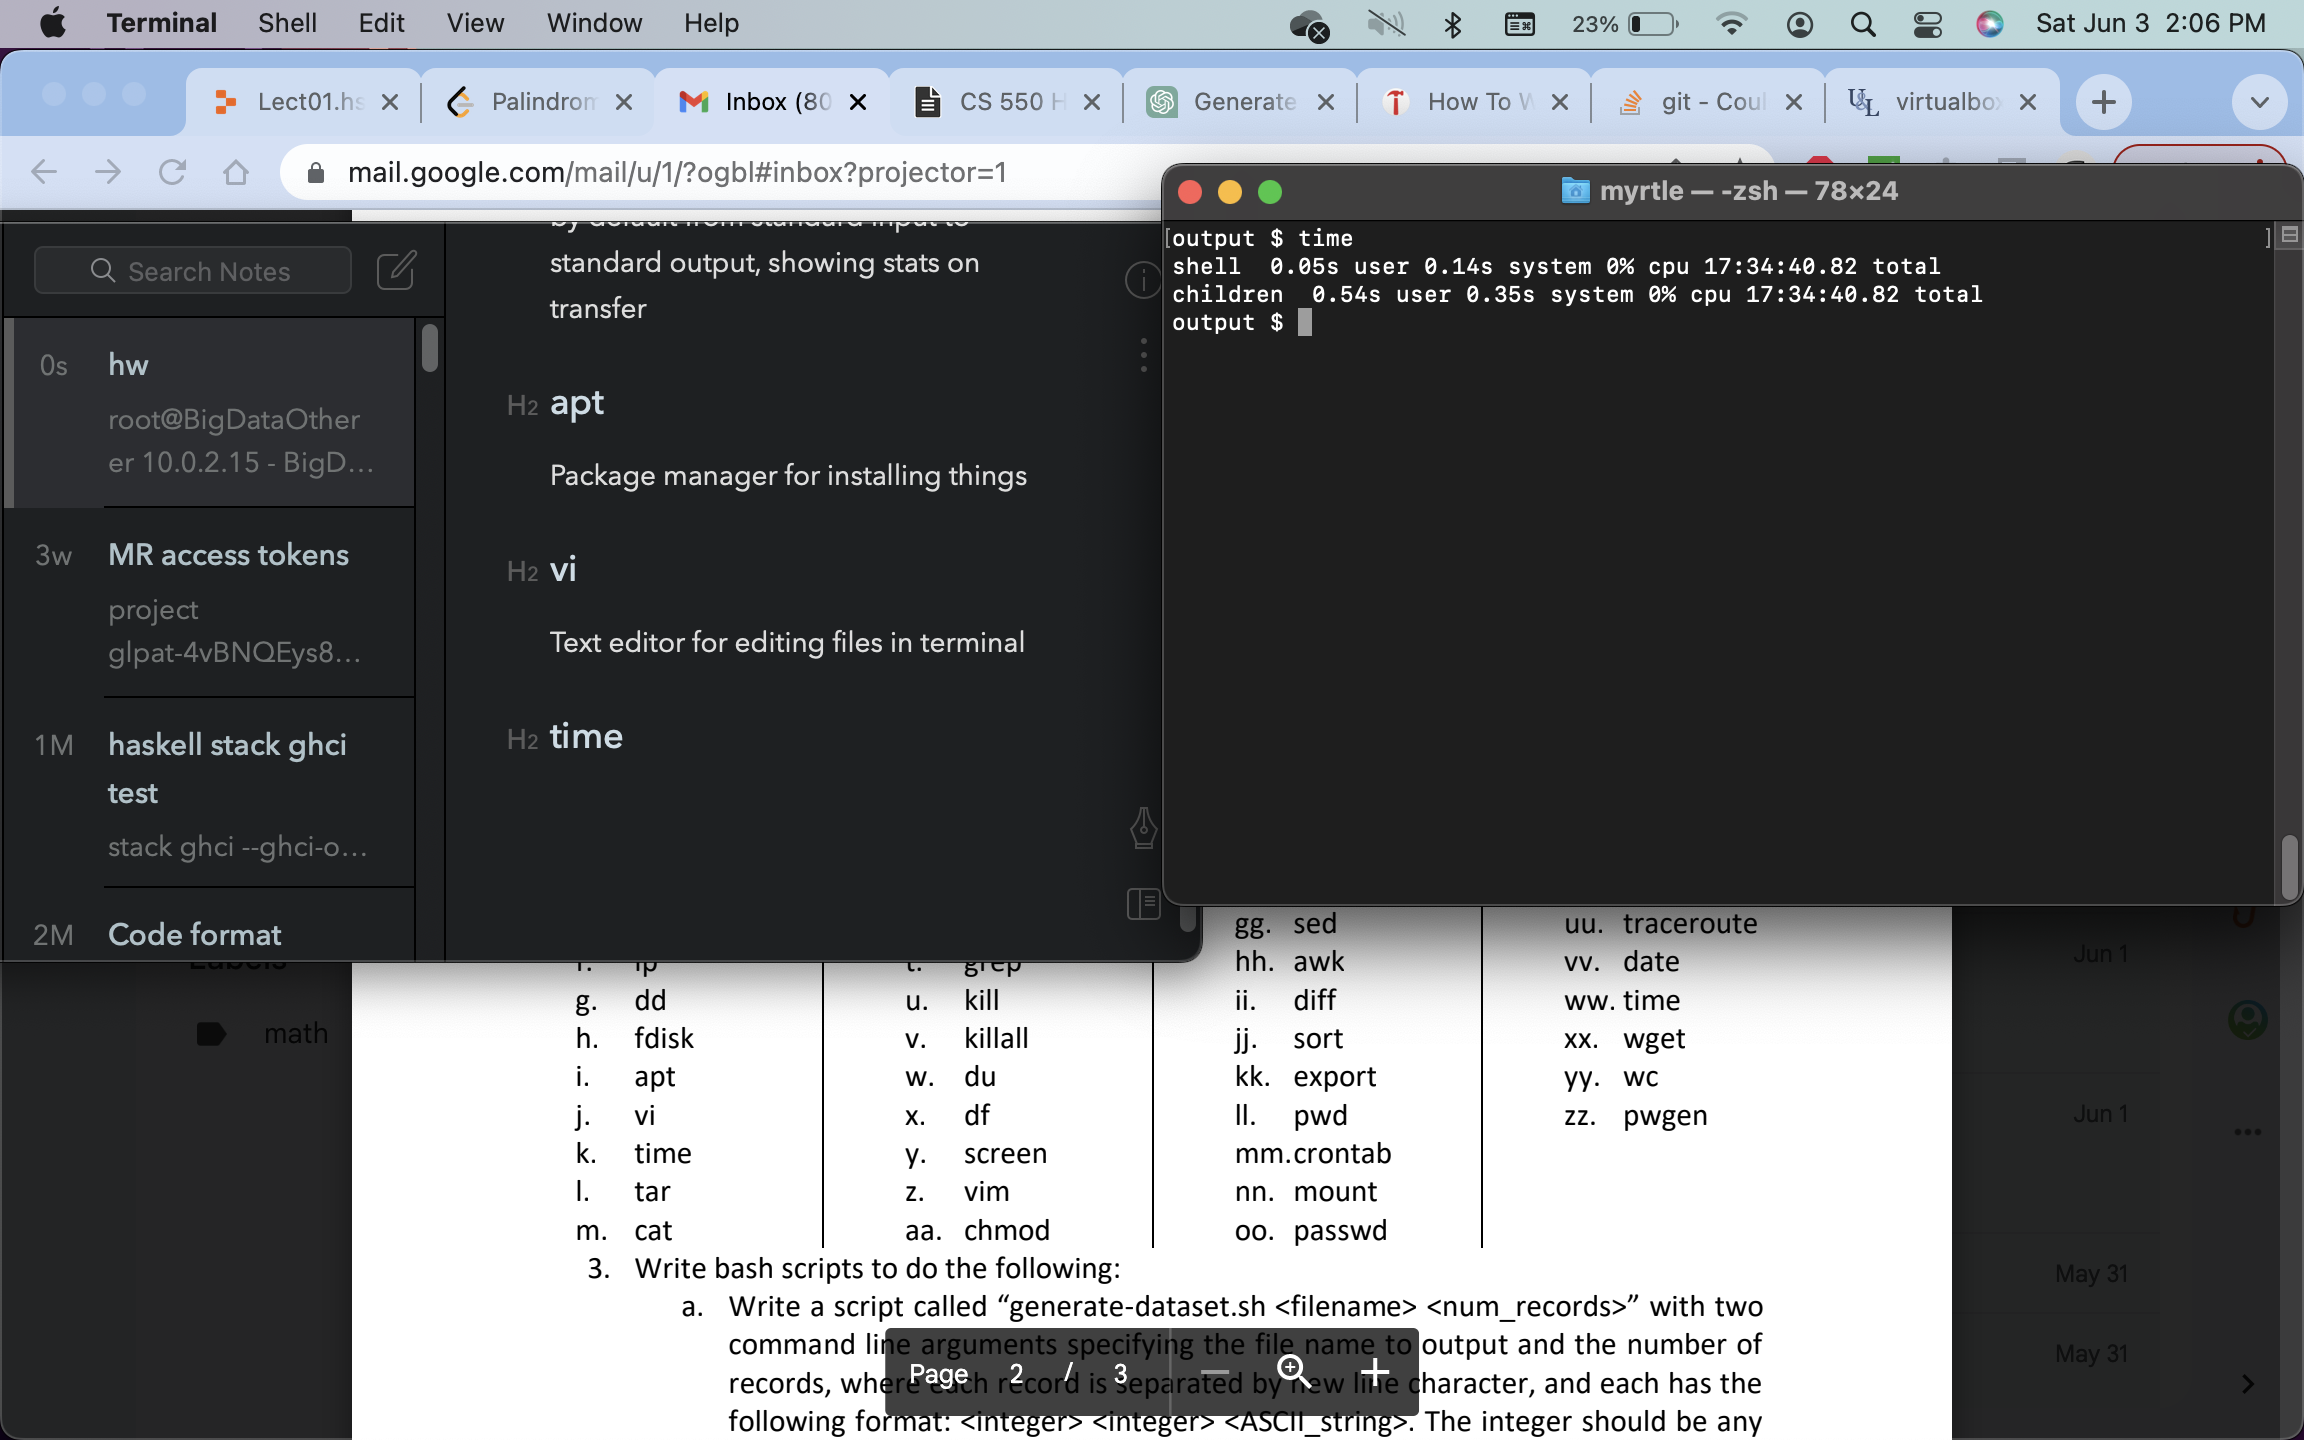 Terminal Shell Edit View Window Help 23% Sat Jun 3 2:06 PM
Lect01.hs Palindrom Inbox (80 CS 550 H Generate How To W git - Coul virtualbox
mail.google.com/mail/u/1/?ogbl#inbox?projector=1
Search Notes
0s hw
root@BigDataOther
er 10.0.2.15 - BigD...
3w MR access tokens
project
glpat-4vBNQEys8...
1M haskell stack ghci
test
stack ghci --ghci-o...
2M Code format
by default from standard input to
standard output, showing stats on
transfer
H2 apt
Package manager for installing things
H2 vi
Text editor for editing files in terminal
H2 time
myrtle — -zsh — 78×24
[output $ time ]
shell  0.05s user 0.14s system 0% cpu 17:34:40.82 total
children  0.54s user 0.35s system 0% cpu 17:34:40.82 total
output $
Labels
math
f. ip
g. dd
h. fdisk
i. apt
j. vi
k. time
l. tar
m. cat
t. grep
u. kill
v. killall
w. du
x. df
y. screen
z. vim
aa. chmod
gg. sed
hh. awk
ii. diff
jj. sort
kk. export
ll. pwd
mm. crontab
nn. mount
oo. passwd
uu. traceroute
vv. date
ww. time
xx. wget
yy. wc
zz. pwgen
3. Write bash scripts to do the following:
a. Write a script called “generate-dataset.sh <filename> <num_records>” with two
command line arguments specifying the file name to output and the number of
records, where each record is separated by new line character, and each has the
following format: <integer> <integer> <ASCII_string>. The integer should be any
Page 2 / 3
Jun 1
Jun 1
May 31
May 31